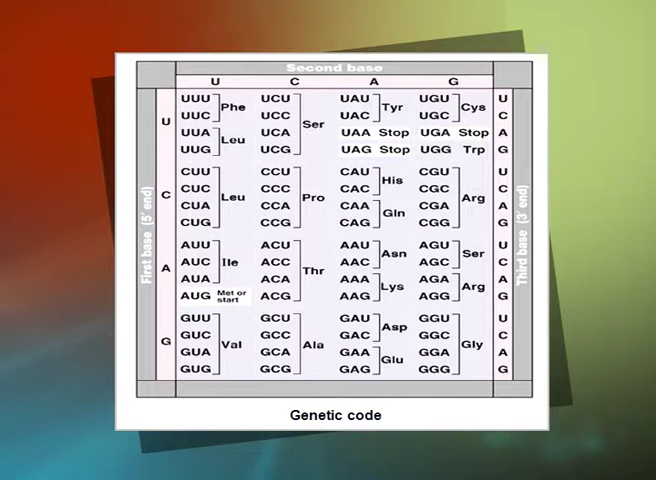 Second base
U C A G
First base (5′ end)
Third base (3′ end)
U
UUU Phe UCU Ser UAU Tyr UGU Cys U
UUC UCC UAC UGC C
UUA Leu UCA UAA Stop UGA Stop A
UUG UCG UAG Stop UGG Trp G
C
CUU Leu CCU Pro CAU His CGU Arg U
CUC CCC CAC CGC C
CUA CCA CAA Gln CGA A
CUG CCG CAG CGG G
A
AUU Ile ACU Thr AAU Asn AGU Ser U
AUC ACC AAC AGC C
AUA ACA AAA Lys AGA Arg A
AUG Met or start ACG AAG AGG G
G
GUU Val GCU Ala GAU Asp GGU Gly U
GUC GCC GAC GGC C
GUA GCA GAA Glu GGA A
GUG GCG GAG GGG G
Genetic code